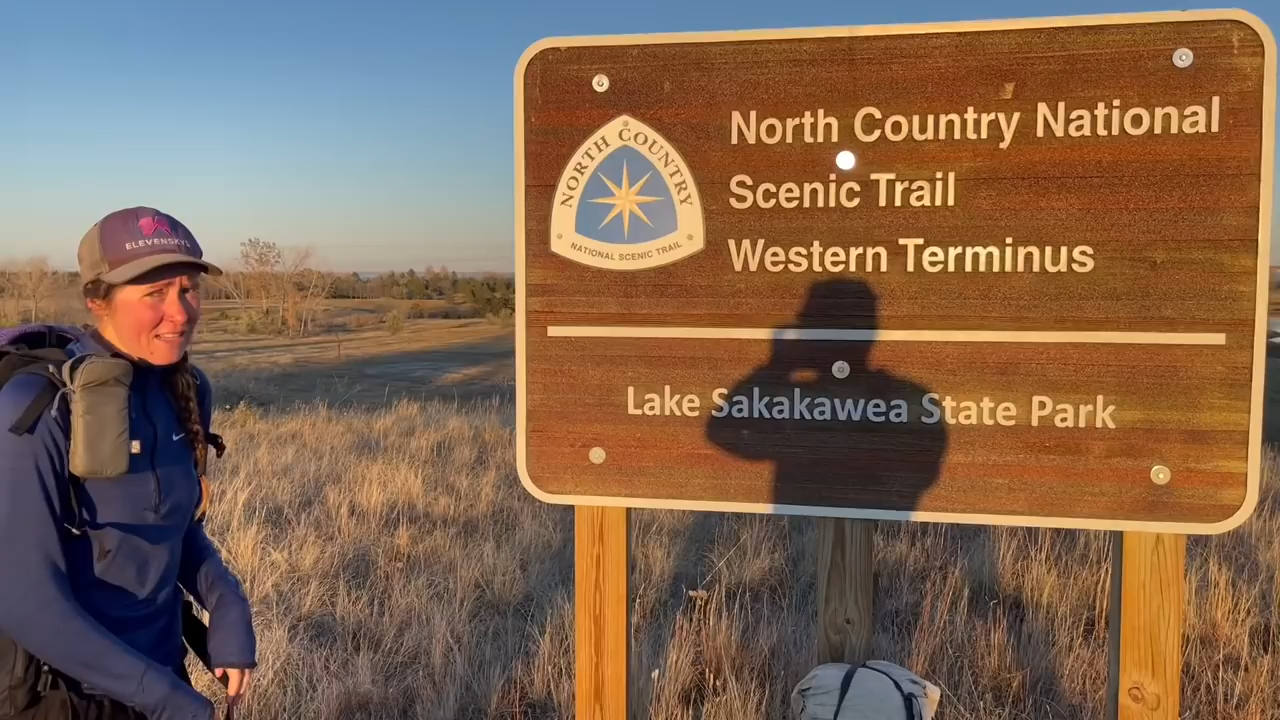 North Country National
Scenic Trail
Western Terminus
NORTH COUNTRY
NATIONAL SCENIC TRAIL
Lake Sakakawea State Park
ELEVENSKYS